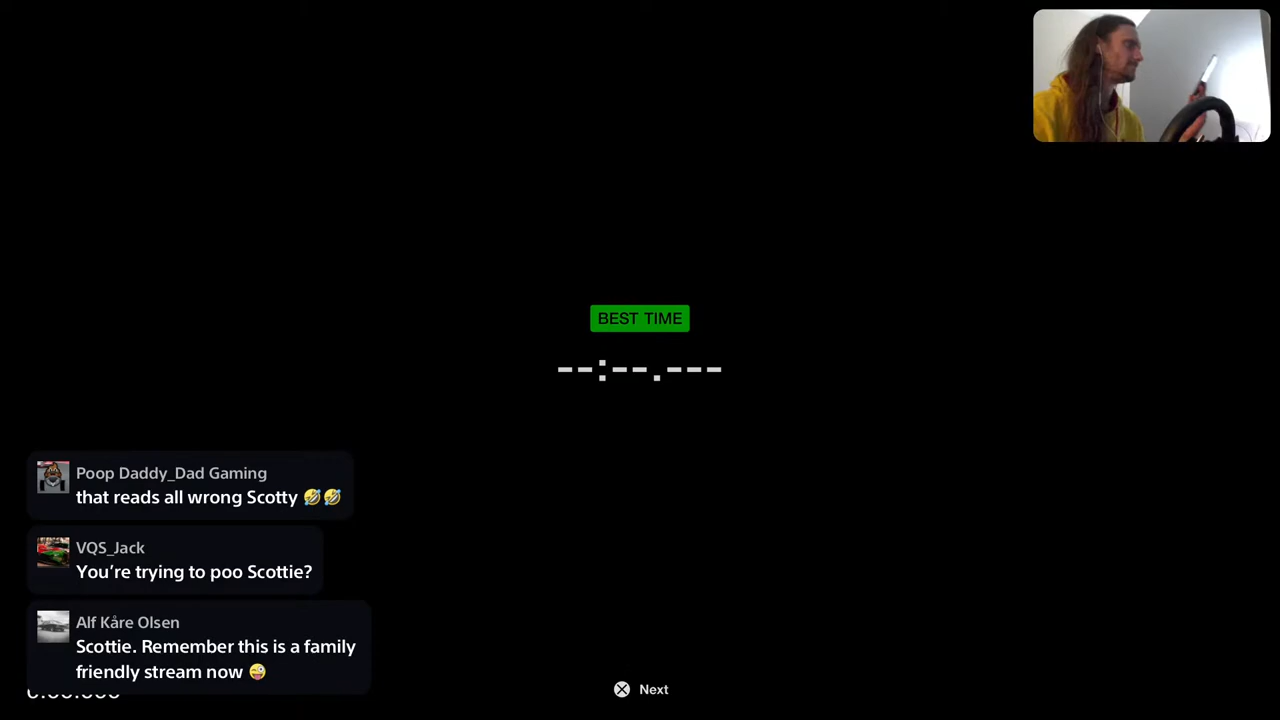 BEST TIME
--:--.---
Poop Daddy_Dad Gaming
that reads all wrong Scotty 🤣🤣
VQS_Jack
You’re trying to poo Scottie?
Alf Kåre Olsen
Scottie. Remember this is a family
friendly stream now 😜
Next